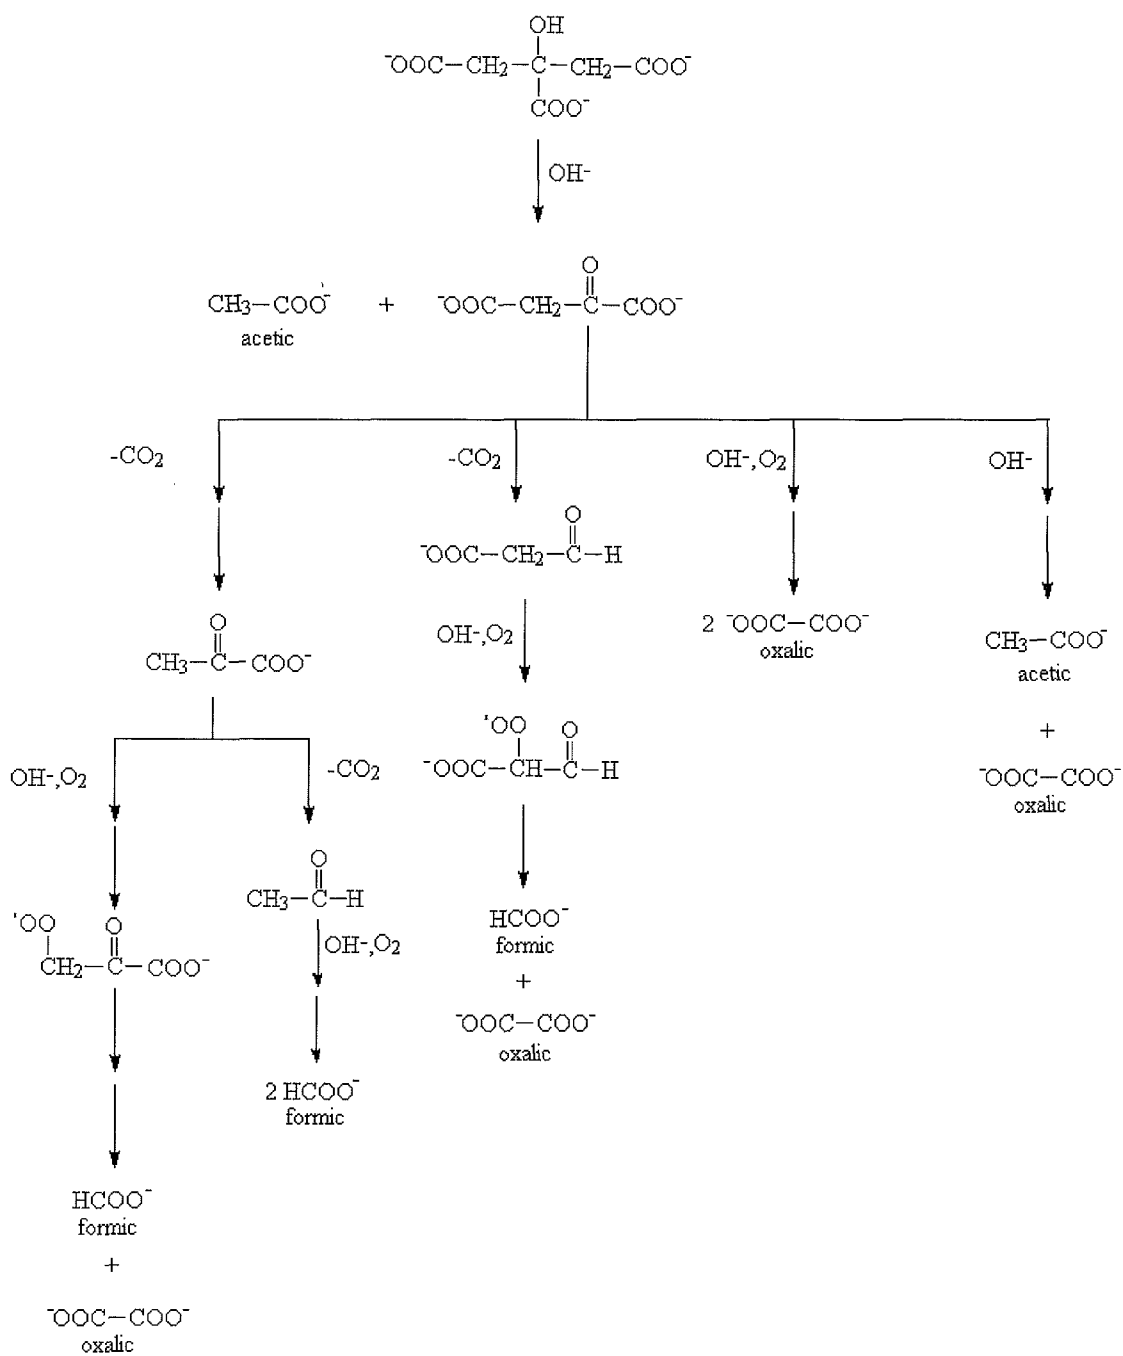 OH
⁻OOC—CH₂—C—CH₂—COO⁻
COO⁻
OH⁻
O
CH₃—COO⁻ + ⁻OOC—CH₂—C—COO⁻
acetic
-CO₂ -CO₂ OH⁻,O₂ OH⁻
O
⁻OOC—CH₂—C—H
O
CH₃—C—COO⁻
OH⁻,O₂
2 ⁻OOC—COO⁻
oxalic
CH₃—COO⁻
acetic
+
⁻OOC—COO⁻
oxalic
OH⁻,O₂ -CO₂
'OO O
⁻OOC—CH—C—H
O
CH₃—C—H
OH⁻,O₂
'OO O
CH₂—C—COO⁻
HCOO⁻
formic
+
⁻OOC—COO⁻
oxalic
2 HCOO⁻
formic
HCOO⁻
formic
+
⁻OOC—COO⁻
oxalic